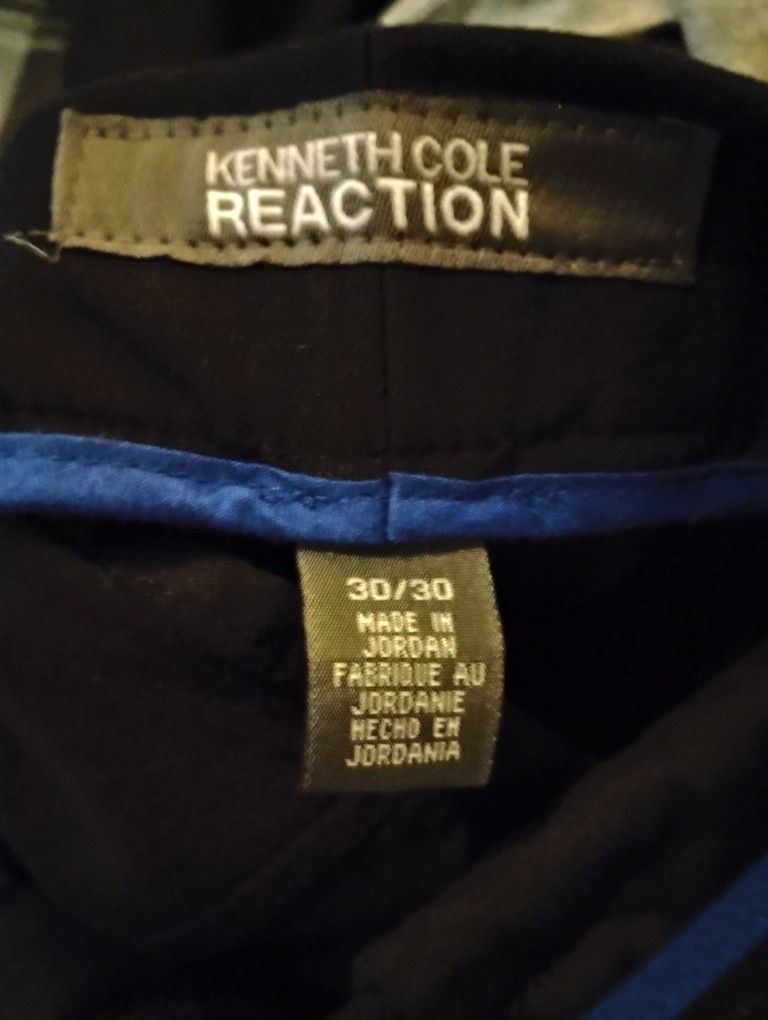 KENNETH COLE
REACTION
30/30
MADE IN
JORDAN
FABRIQUE AU
JORDANIE
HECHO EN
JORDANIA